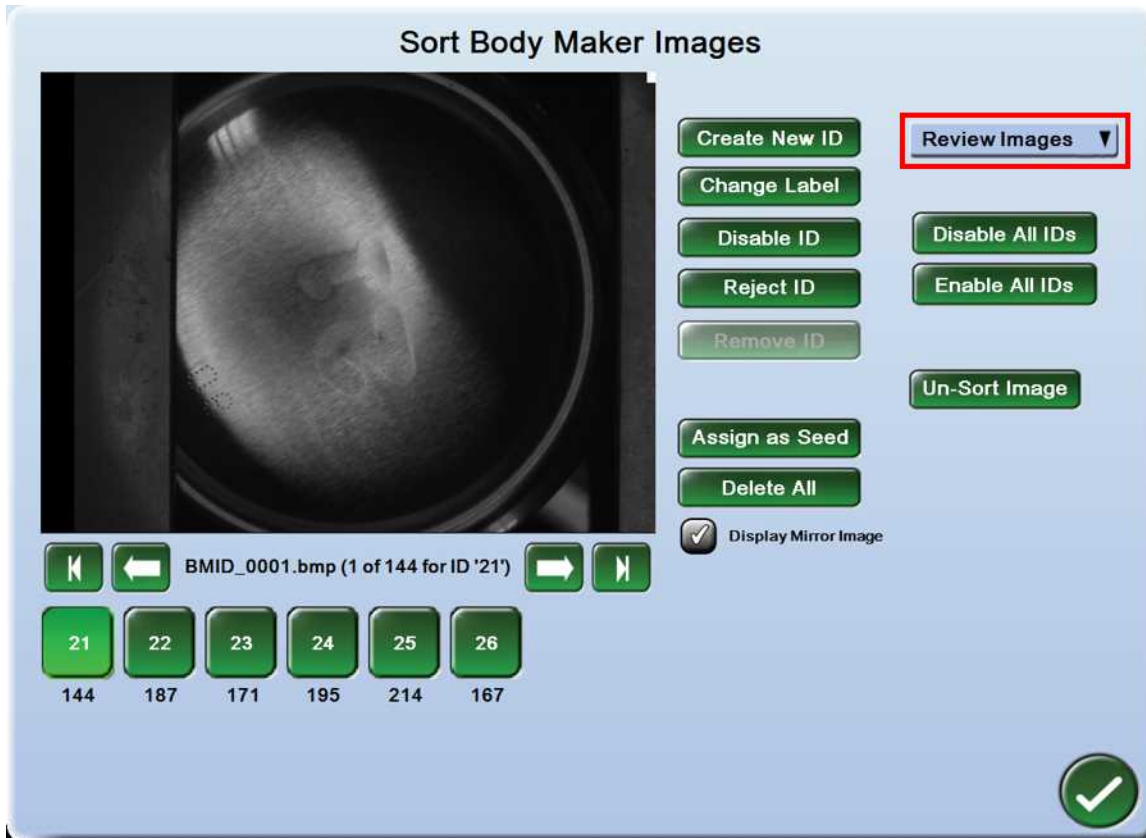 Sort Body Maker Images
Create New ID
Review Images
Change Label
Disable ID
Disable All IDs
Reject ID
Enable All IDs
Remove ID
Un-Sort Image
Assign as Seed
Delete All
Display Mirror Image
BMID_0001.bmp (1 of 144 for ID '21')
21 22 23 24 25 26
144 187 171 195 214 167